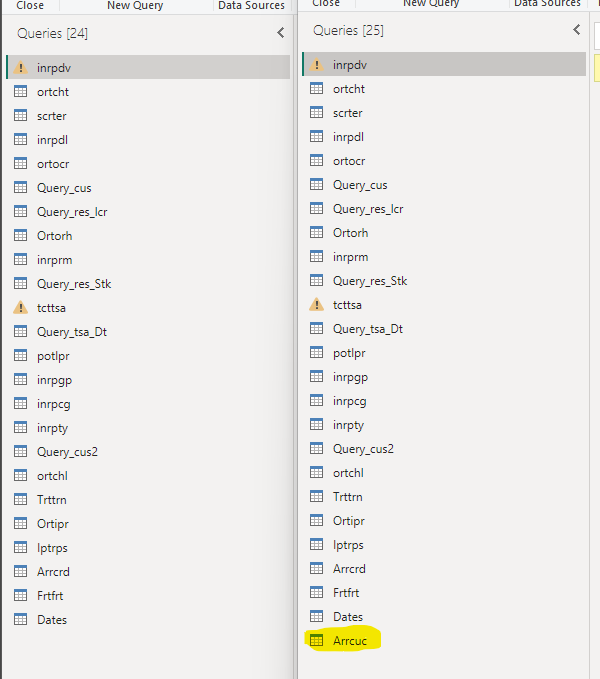 Close New Query Data Sources
Queries [24]
inrpdv
ortcht
scrter
inrpdl
ortocr
Query_cus
Query_res_lcr
Ortorh
inrprm
Query_res_Stk
tcttsa
Query_tsa_Dt
potlpr
inrpgp
inrpcg
inrpty
Query_cus2
ortchl
Trttrn
Ortipr
Iptrps
Arrcrd
Frtfrt
Dates
Close New Query Data Sources
Queries [25]
inrpdv
ortcht
scrter
inrpdl
ortocr
Query_cus
Query_res_lcr
Ortorh
inrprm
Query_res_Stk
tcttsa
Query_tsa_Dt
potlpr
inrpgp
inrpcg
inrpty
Query_cus2
ortchl
Trttrn
Ortipr
Iptrps
Arrcrd
Frtfrt
Dates
Arrcuc